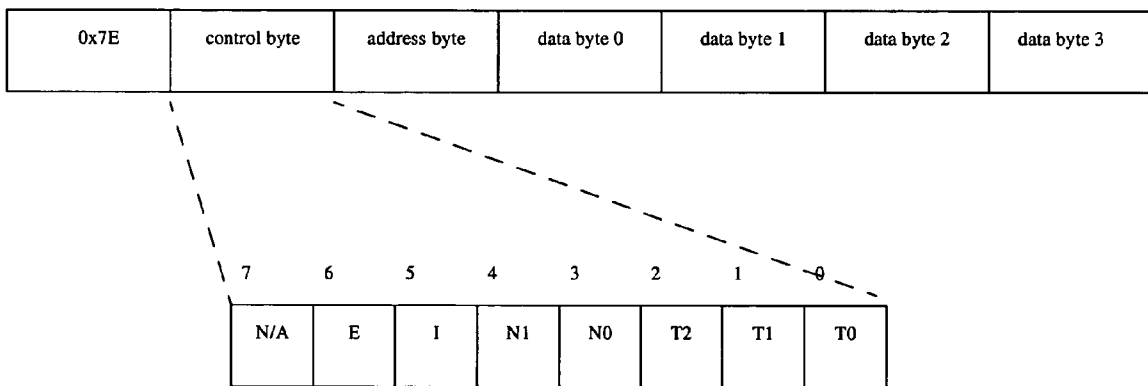 0x7E control byte address byte data byte 0 data byte 1 data byte 2 data byte 3
7 6 5 4 3 2 1 0
N/A E I N1 N0 T2 T1 T0